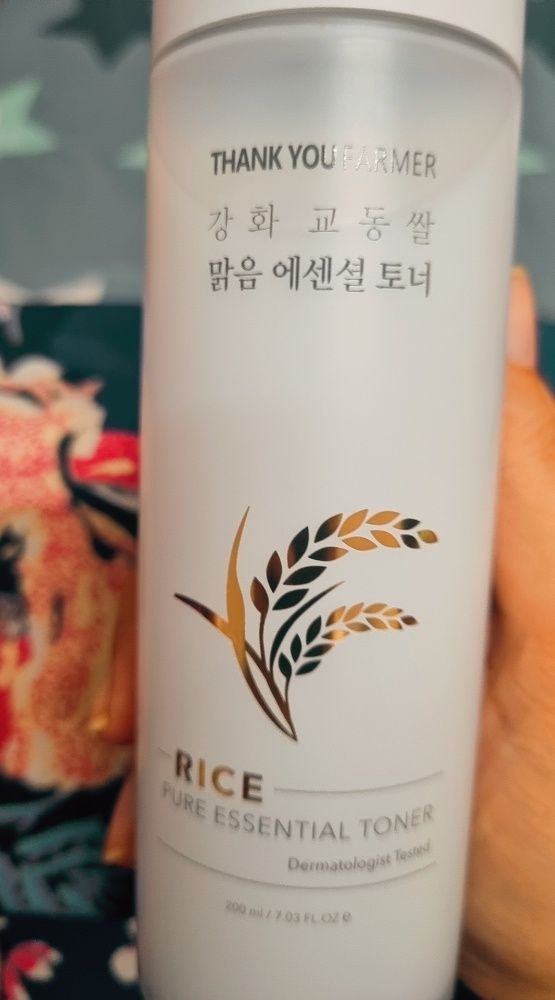 THANK YOU FARMER
강화 교동쌀
맑음 에센셜 토너
RICE
PURE ESSENTIAL TONER
Dermatologist Tested
200 ml / 7.03 FL.OZ ℮